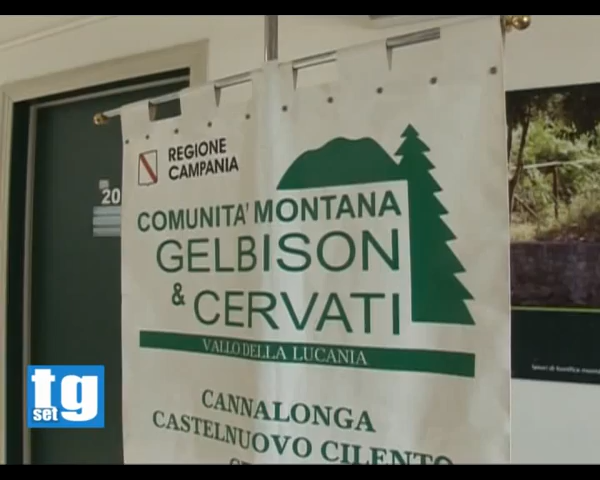 REGIONE
CAMPANIA
COMUNITA' MONTANA
GELBISON
& CERVATI
VALLO DELLA LUCANIA
CANNALONGA
CASTELNUOVO CILENTO
20
tg
set